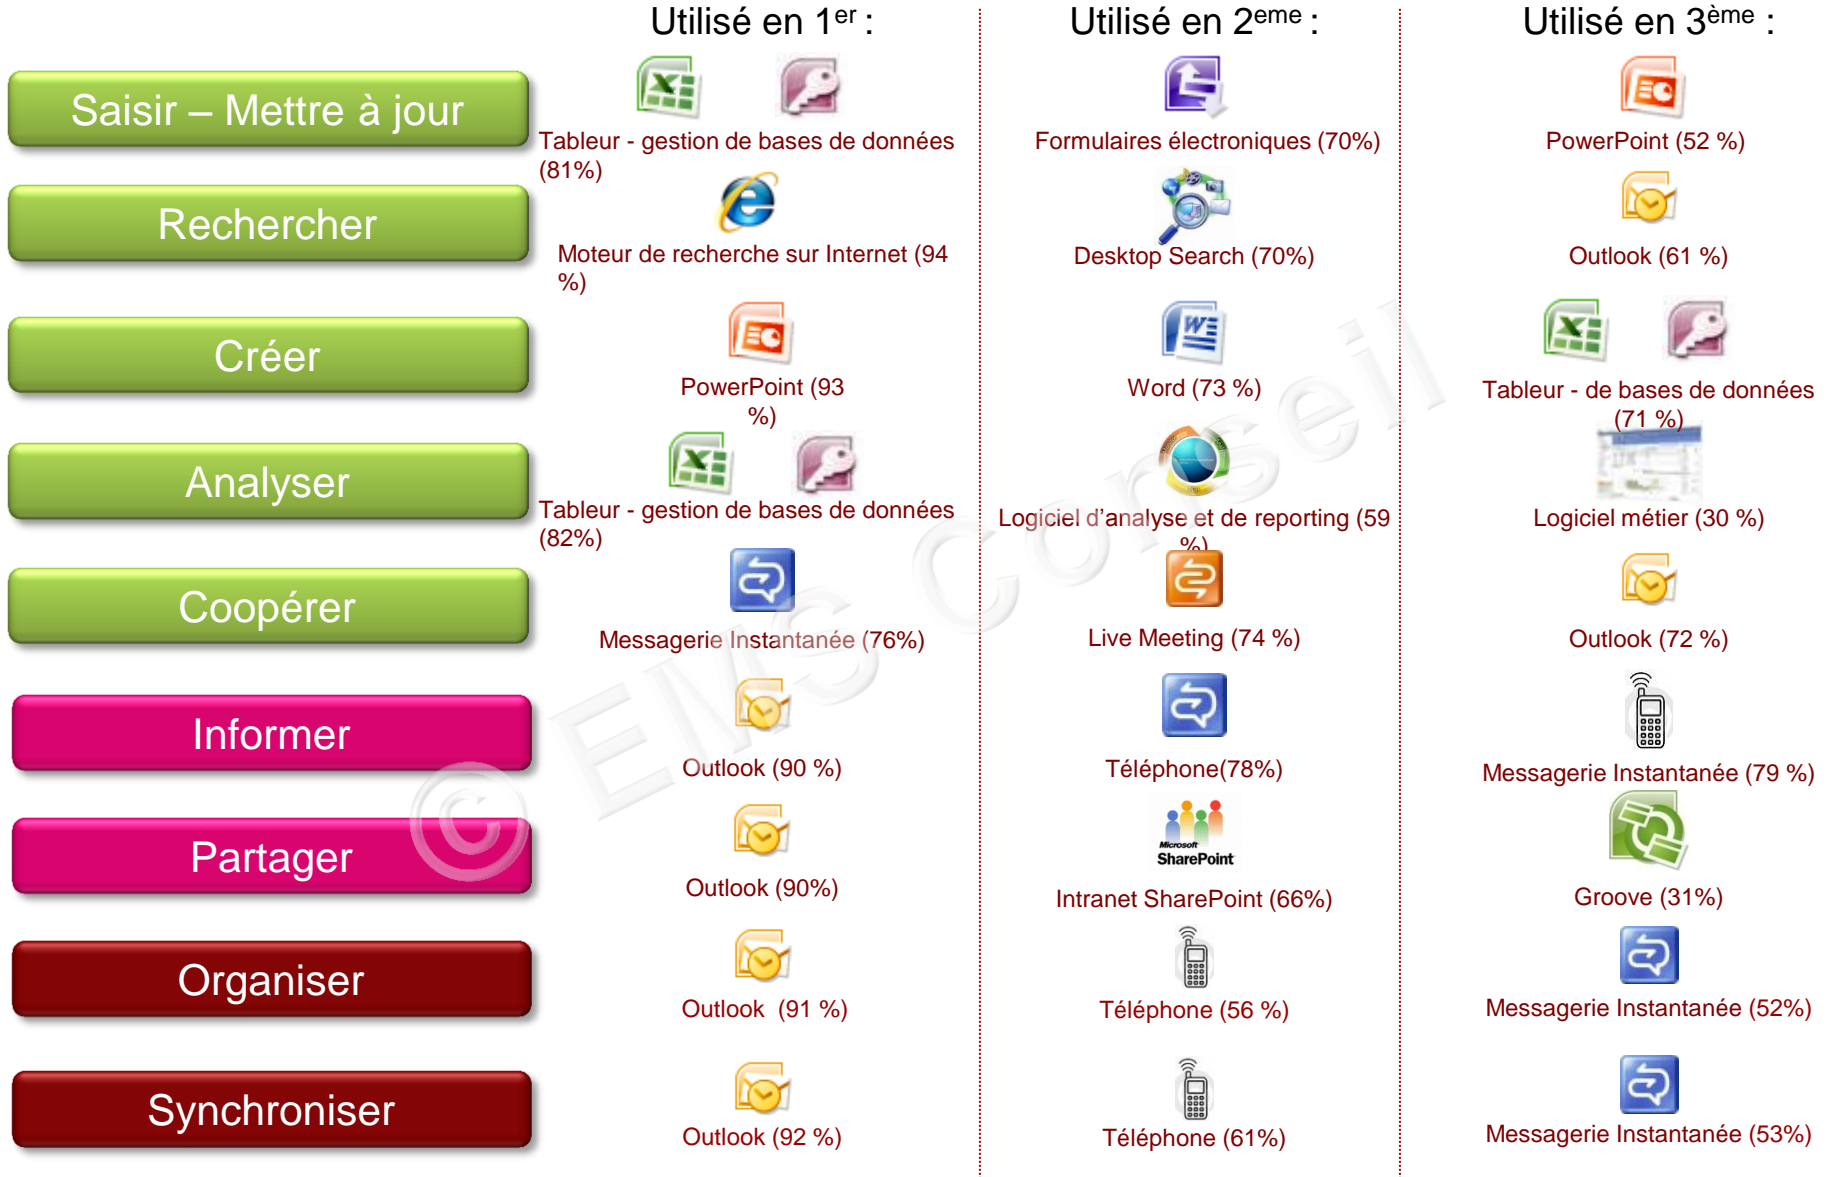 Utilisé en 1er :
Utilisé en 2eme :
Utilisé en 3ème :
Saisir – Mettre à jour
Tableur - gestion de bases de données
(81%)
Formulaires électroniques (70%)
PowerPoint (52 %)
Rechercher
Moteur de recherche sur Internet (94
%)
Desktop Search (70%)
Outlook (61 %)
Créer
PowerPoint (93
%)
Word (73 %)
Tableur - de bases de données
(71 %)
Analyser
Tableur - gestion de bases de données
(82%)
Logiciel d’analyse et de reporting (59
%)
Logiciel métier (30 %)
Coopérer
Messagerie Instantanée (76%)
Live Meeting (74 %)
Outlook (72 %)
Informer
Outlook (90 %)
Téléphone(78%)
Messagerie Instantanée (79 %)
Partager
Outlook (90%)
Microsoft
SharePoint
Intranet SharePoint (66%)
Groove (31%)
Organiser
Outlook (91 %)
Téléphone (56 %)
Messagerie Instantanée (52%)
Synchroniser
Outlook (92 %)
Téléphone (61%)
Messagerie Instantanée (53%)
© EMS Conseil